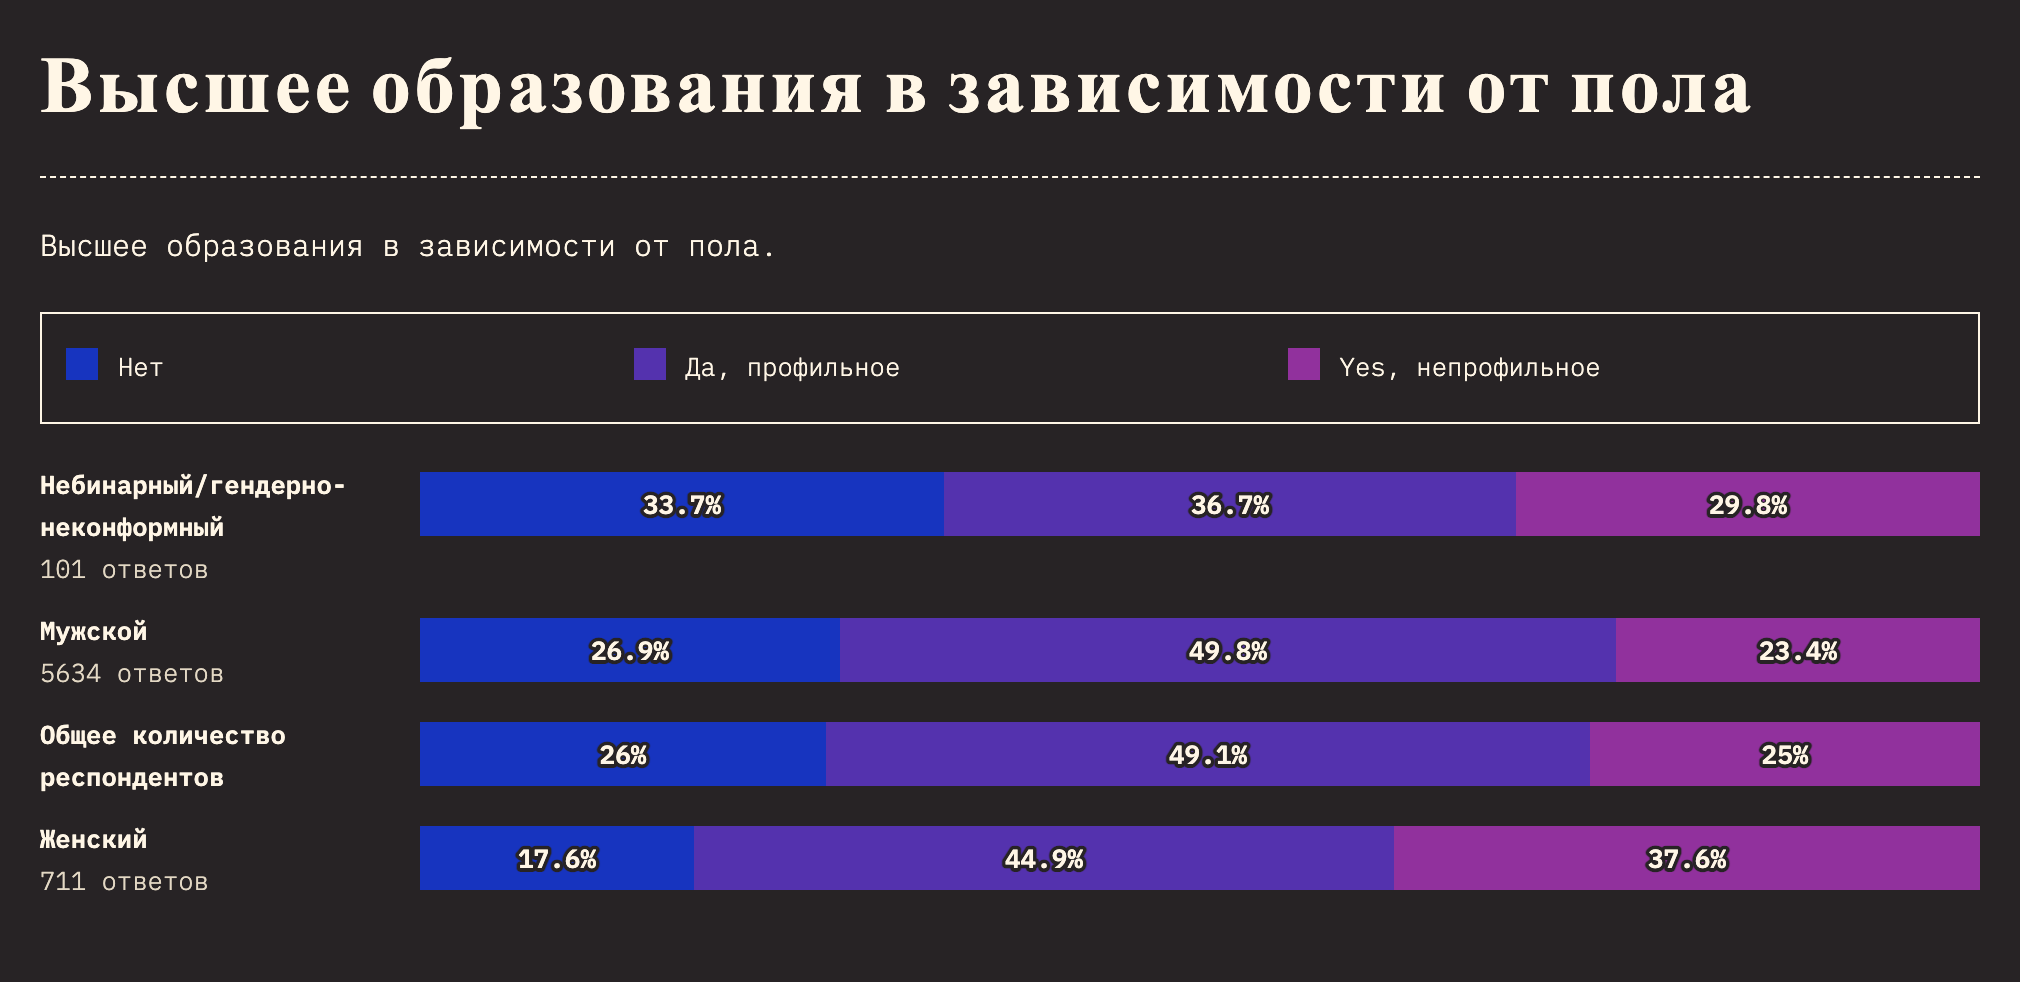 Высшее образования в зависимости от пола
Высшее образования в зависимости от пола.
Нет
Да, профильное
Yes, непрофильное
Небинарный/гендерно-
неконформный
101 ответов
33.7%
36.7%
29.8%
Мужской
5634 ответов
26.9%
49.8%
23.4%
Общее количество
респондентов
26%
49.1%
25%
Женский
711 ответов
17.6%
44.9%
37.6%